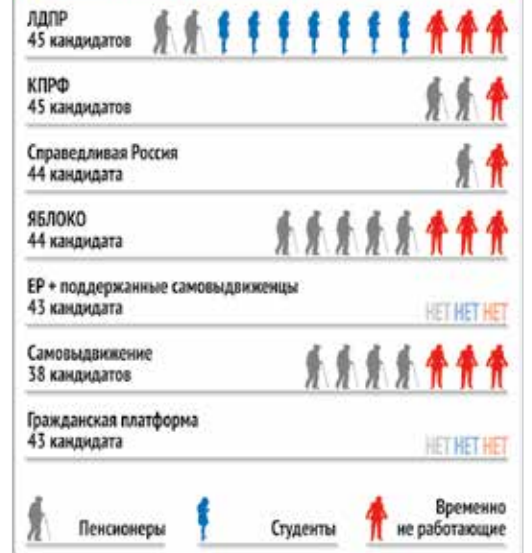 ЛДПР
45 кандидатов
КПРФ
45 кандидатов
Справедливая Россия
44 кандидата
ЯБЛОКО
44 кандидата
ЕР + поддержанные самовыдвиженцы
43 кандидата
НЕТ НЕТ НЕТ
Самовыдвижение
38 кандидатов
Гражданская платформа
43 кандидата
НЕТ НЕТ НЕТ
Пенсионеры
Студенты
Временно
не работающие